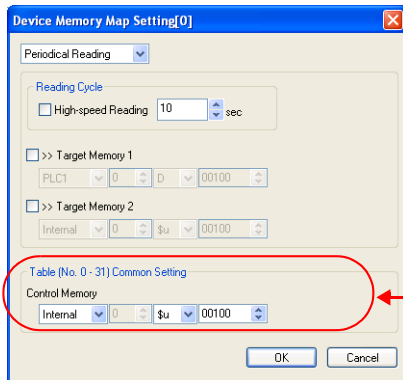 Device Memory Map Setting[0]
Periodical Reading
Reading Cycle
High-speed Reading 10 sec
>> Target Memory 1
PLC1 0 D 00100
>> Target Memory 2
Internal 0 $u 00100
Table (No. 0 - 31) Common Setting
Control Memory
Internal 0 $u 00100
OK Cancel